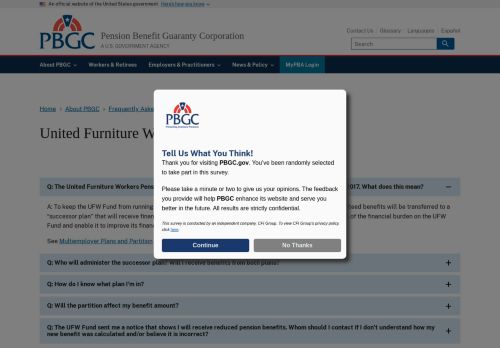 An official website of the United States government Here's how you know
PBGC
Pension Benefit Guaranty Corporation
A U.S. GOVERNMENT AGENCY
Contact Us Glossary Languages Español
Search
About PBGC Workers & Retirees Employers & Practitioners News & Policy MyPBA Login
Home > About PBGC > Frequently Aske
United Furniture W
Q: The United Furniture Workers Pens
017. What does this mean?
A: To keep the UFW Fund from running
sed benefits will be transferred to a
"successor plan" that will receive finan
of the financial burden on the UFW
Fund and enable it to improve its financ
See Multiemployer Plans and Partition
Q: Who will administer the successor plan? Will I receive benefits from both plans?
Q: How do I know what plan I'm in?
Q: Will the partition affect my benefit amount?
Q: The UFW Fund sent me a notice that shows I will receive reduced pension benefits. Whom should I contact if I don't understand how my
new benefit was calculated and/or believe it is incorrect?
PBGC
Protecting America's Pensions
Tell Us What You Think!
Thank you for visiting PBGC.gov. You've been randomly selected
to take part in this survey.
Please take a minute or two to give us your opinions. The feedback
you provide will help PBGC enhance its website and serve you
better in the future. All results are strictly confidential.
This survey is conducted by an independent company, CFI Group. To view CFI Group's privacy policy
click here.
Continue No Thanks